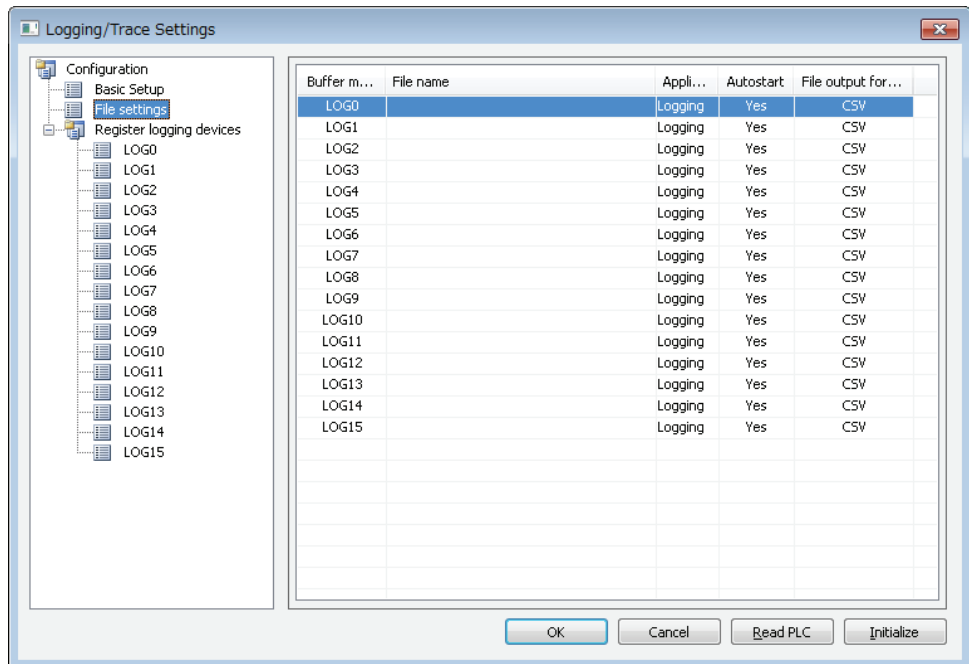 Logging/Trace Settings
Configuration
Basic Setup
File settings
Register logging devices
LOG0
LOG1
LOG2
LOG3
LOG4
LOG5
LOG6
LOG7
LOG8
LOG9
LOG10
LOG11
LOG12
LOG13
LOG14
LOG15
Buffer m... File name Appli... Autostart File output for...
LOG0 Logging Yes CSV
LOG1 Logging Yes CSV
LOG2 Logging Yes CSV
LOG3 Logging Yes CSV
LOG4 Logging Yes CSV
LOG5 Logging Yes CSV
LOG6 Logging Yes CSV
LOG7 Logging Yes CSV
LOG8 Logging Yes CSV
LOG9 Logging Yes CSV
LOG10 Logging Yes CSV
LOG11 Logging Yes CSV
LOG12 Logging Yes CSV
LOG13 Logging Yes CSV
LOG14 Logging Yes CSV
LOG15 Logging Yes CSV
OK Cancel Read PLC Initialize